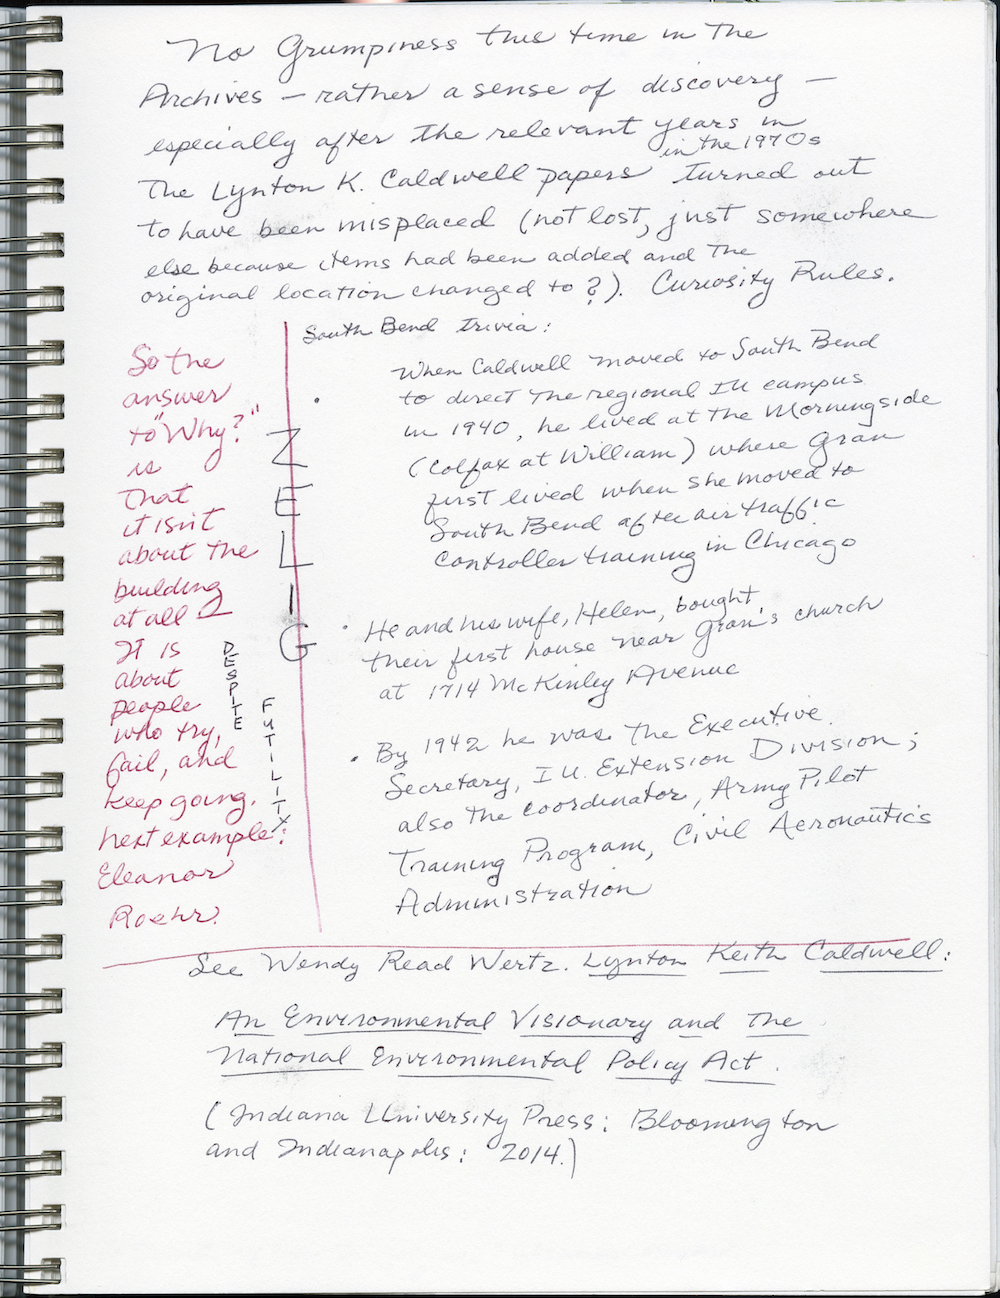 No Grumpiness this time in the
Archives – rather a sense of discovery –
especially after the relevant years in
in the 1970s
The Lynton K. Caldwell papers turned out
to have been misplaced (not lost, just somewhere
else because items had been added and the
original location changed to ?). Curiosity Rules.
South Bend trivia:
• When Caldwell moved to South Bend
to direct the regional IU campus
in 1940, he lived at the Morningside
(Colfax at William) where Gran
first lived when she moved to
South Bend after air traffic
controller training in Chicago
• He and his wife, Helen, bought
their first house near Gran's church
at 1714 McKinley Avenue
• By 1942 he was the Executive
Secretary, I.U. Extension Division;
also the coordinator, Army Pilot
Training Program, Civil Aeronautics
Administration
So the
answer
to "Why?"
is
that
it isn't
about the
building
at all –
It is
about
people
who try,
fail, and
keep going.
Next example:
Eleanor
Roehr.
DESPITE
FUTILITY
ZELIG
See Wendy Read Wertz. Lynton Keith Caldwell:
An Environmental Visionary and the
National Environmental Policy Act.
(Indiana University Press: Bloomington
and Indianapolis: 2014.)